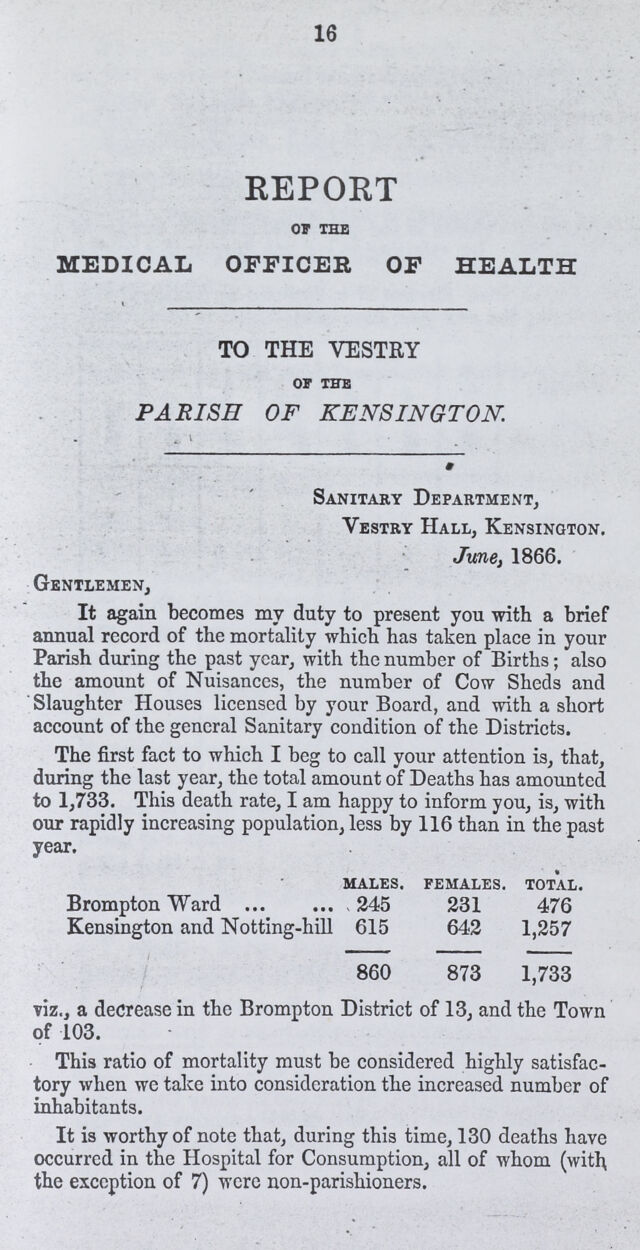 16
REPORT
OF THE
MEDICAL OFFICER OF HEALTH
TO THE VESTRY
OF THE
PARISH OF KENSINGTON.
SANITARY DEPARTMENT,
VESTRY HALL, KENSINGTON.
June, 1866.
GENTLEMEN,
It again becomes my duty to present you with a brief
annual record of the mortality which has taken place in your
Parish during the past year, with the number of Births; also
the amount of Nuisances, the number of Cow Sheds and
Slaughter Houses licensed by your Board, and with a short
account of the general Sanitary condition of the Districts.
The first fact to which I beg to call your attention is, that,
during the last year, the total amount of Deaths has amounted
to 1,733. This death rate, I am happy to inform you, is, with
our rapidly increasing population, less by 116 than in the past
year.
MALES. FEMALES. TOTAL.
Brompton Ward ... ... 245 231 476
Kensington and Notting-hill 615 642 1,257
860 873 1,733
viz., a decrease in the Brompton District of 13, and the Town
of 103.
This ratio of mortality must be considered highly satisfac-
tory when we take into consideration the increased number of
inhabitants.
It is worthy of note that, during this time, 130 deaths have
occurred in the Hospital for Consumption, all of whom (with
the exception of 7) were non-parishioners.